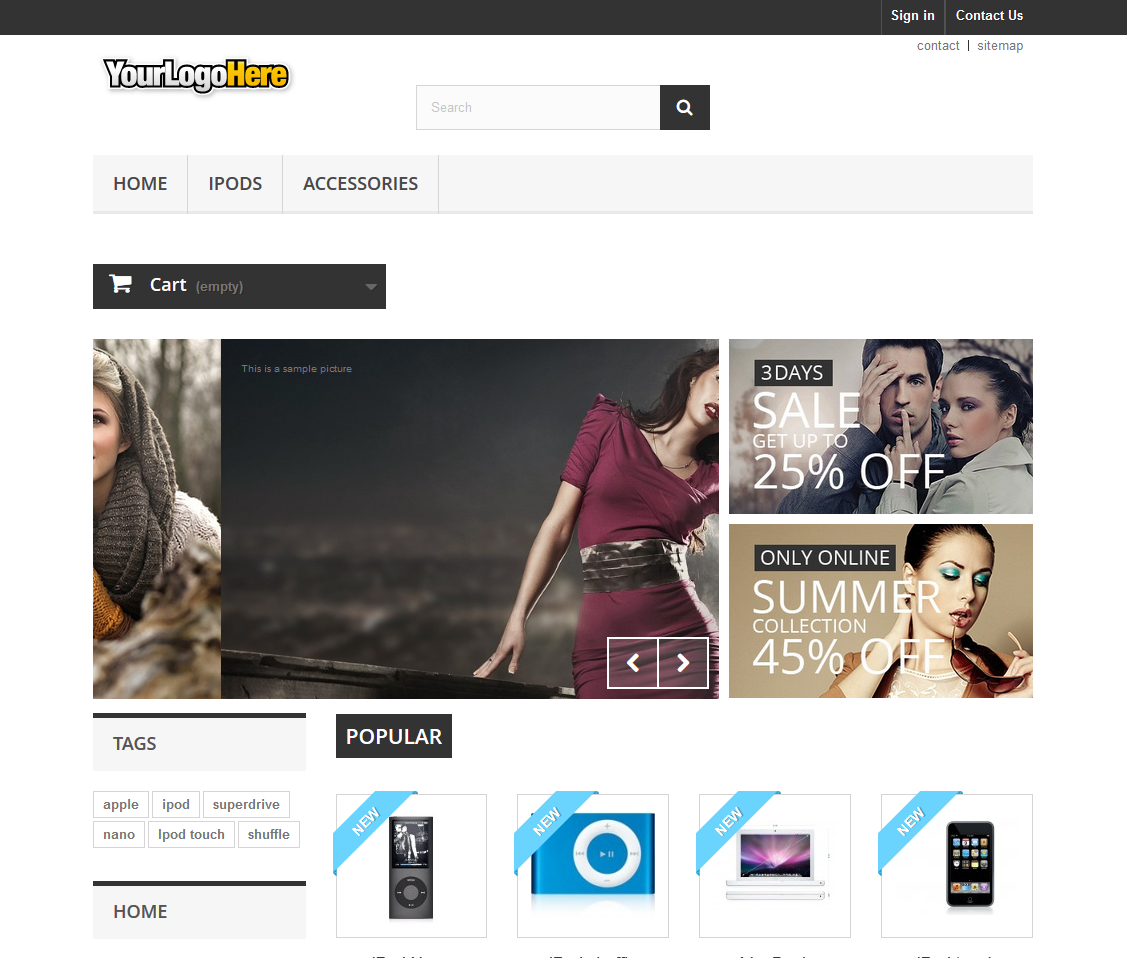 Sign in
Contact Us
contact | sitemap
YourLogoHere
Search
HOME
IPODS
ACCESSORIES
Cart (empty)
This is a sample picture
3 DAYS
SALE
GET UP TO
25% OFF
ONLY ONLINE
SUMMER
COLLECTION
45% OFF
TAGS
apple
ipod
superdrive
nano
Ipod touch
shuffle
HOME
POPULAR
NEW
NEW
NEW
NEW